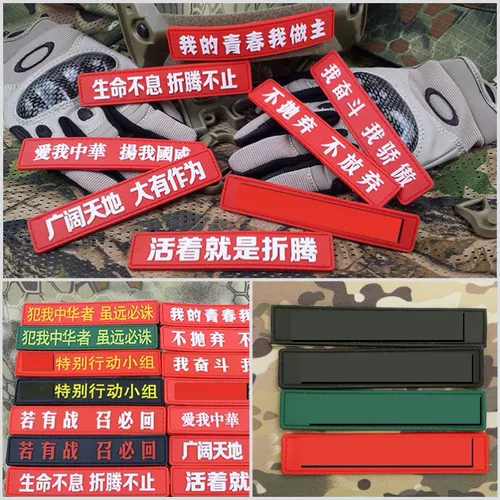 我的青春我做主
生命不息 折腾不止
我奋斗 我骄傲
不抛弃 不放弃
愛我中華 揚我國威
广阔天地 大有作为
活着就是折腾
犯我中华者 虽远必诛
我的青春我
犯我中华者 虽远必诛
不抛弃 不
特别行动小组
我奋斗 我
特别行动小组
若有战 召必回
愛我中華
若有战 召必回
广阔天地
生命不息 折腾不止
活着就是